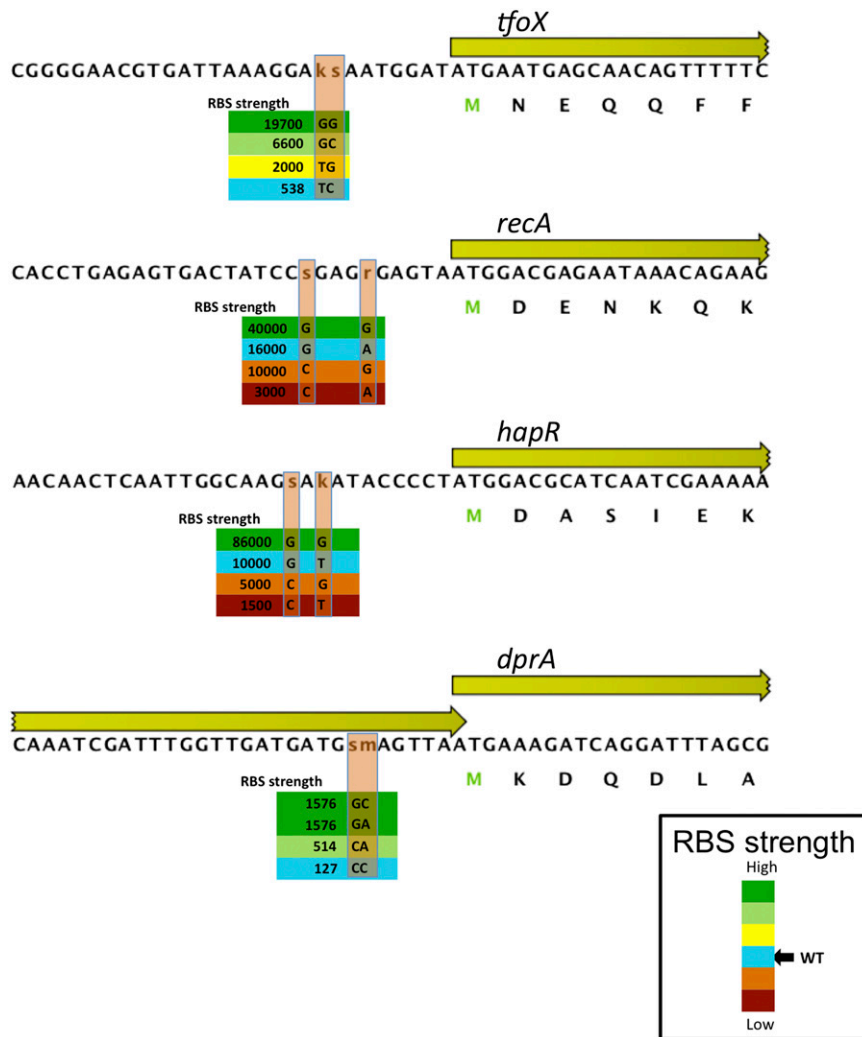 tfoX
CGGGGAACGTGATTAAAGGAksAATGGATATGAATGAGCAACAGTTTTTC
M N E Q Q F F
RBS strength
19700 GG
6600 GC
2000 TG
538 TC
recA
CACCTGAGAGTGACTATCCsGAGrGAGTAATGGACGAGAATAAACAGAAG
M D E N K Q K
RBS strength
40000 G G
16000 G A
10000 C G
3000 C A
hapR
AACAACTCAATTGGCAAGsAkATACCCCTATGGACGCATCAATCGAAAAA
M D A S I E K
RBS strength
86000 G G
10000 G T
5000 C G
1500 C T
dprA
CAAATCGATTTGGTTGATGATGsmAGTTAATGAAAGATCAGGATTTAGCG
M K D Q D L A
RBS strength
1576 GC
1576 GA
514 CA
127 CC
RBS strength
High
WT
Low